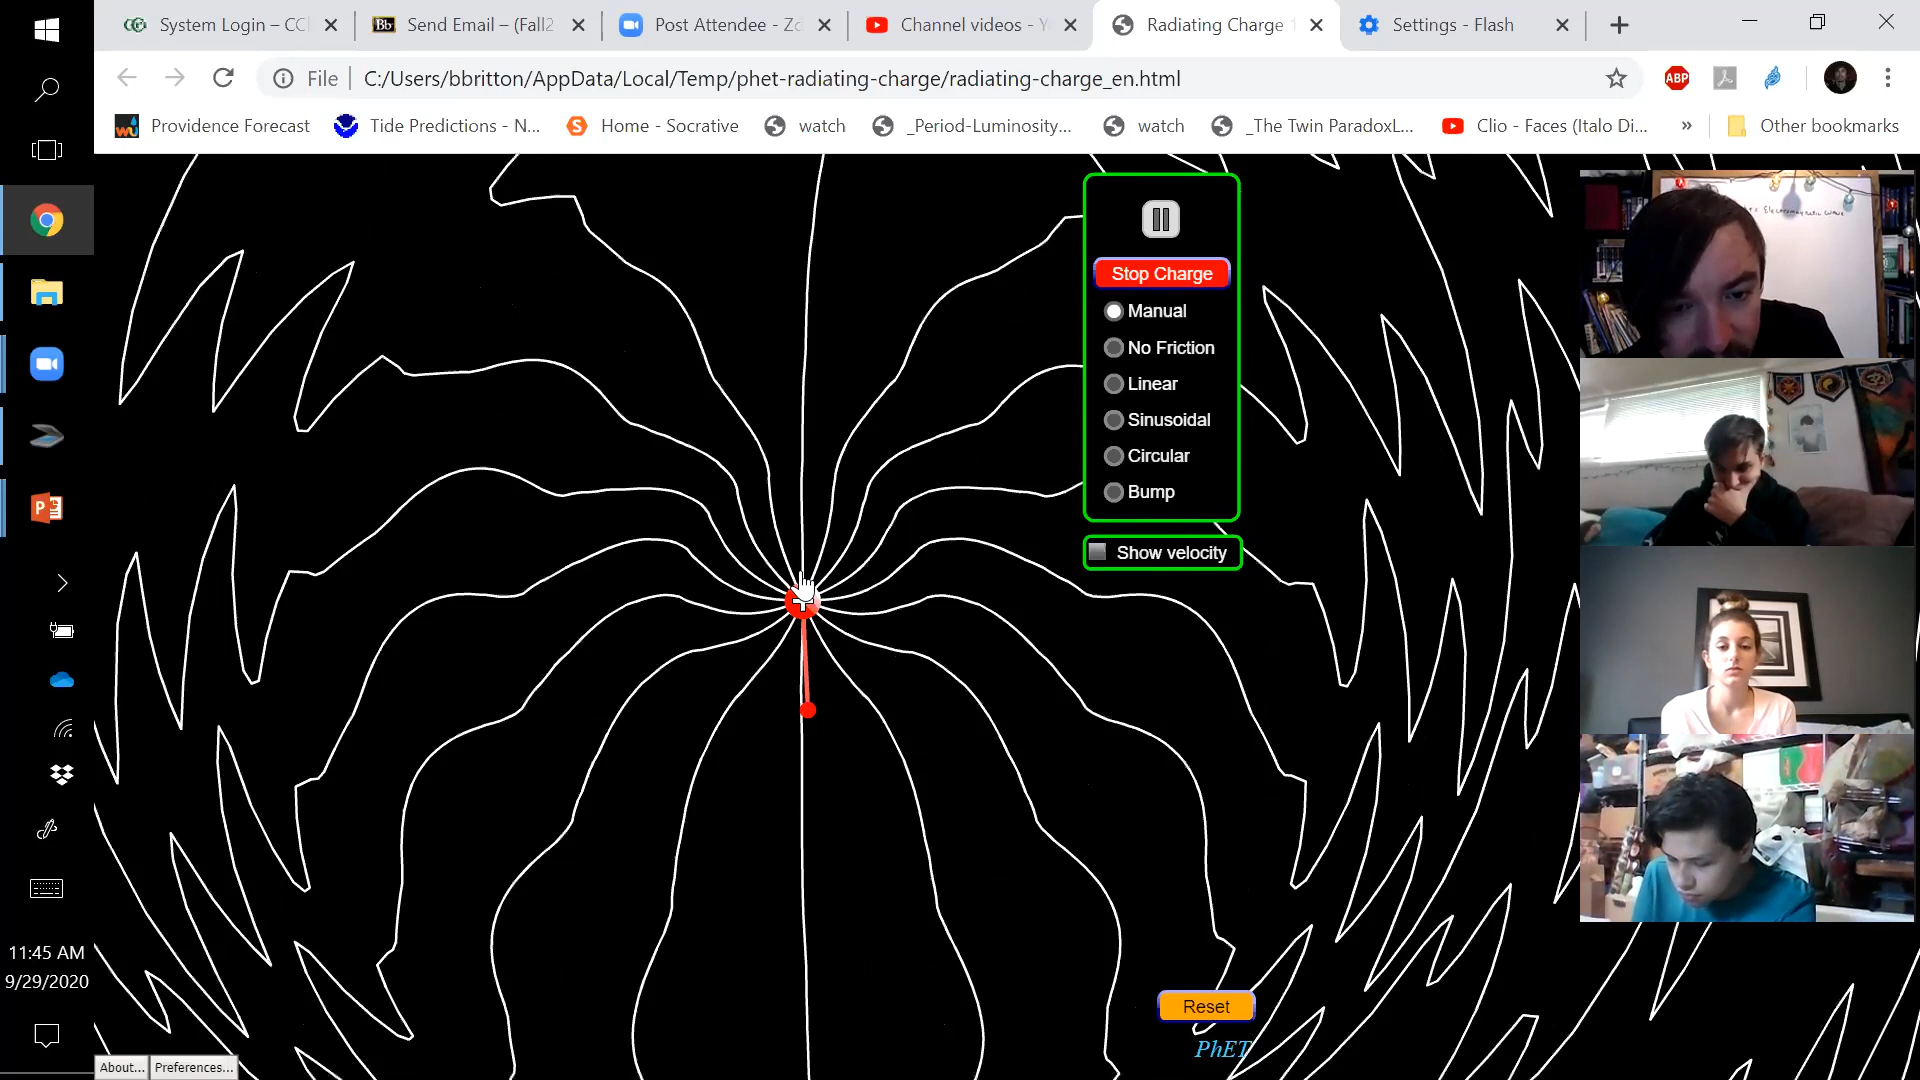 System Login – CC
Send Email – (Fall2
Post Attendee - Zo
Channel videos - Y
Radiating Charge
Settings - Flash
File
C:/Users/bbritton/AppData/Local/Temp/phet-radiating-charge/radiating-charge_en.html
ABP
Providence Forecast
Tide Predictions - N...
Home - Socrative
watch
_Period-Luminosity...
watch
_The Twin ParadoxL...
Clio - Faces (Italo Di...
»
Other bookmarks
Stop Charge
Manual
No Friction
Linear
Sinusoidal
Circular
Bump
Show velocity
+
Electromagnetic Wave
Reset
PhET
11:45 AM
9/29/2020
About...
Preferences...